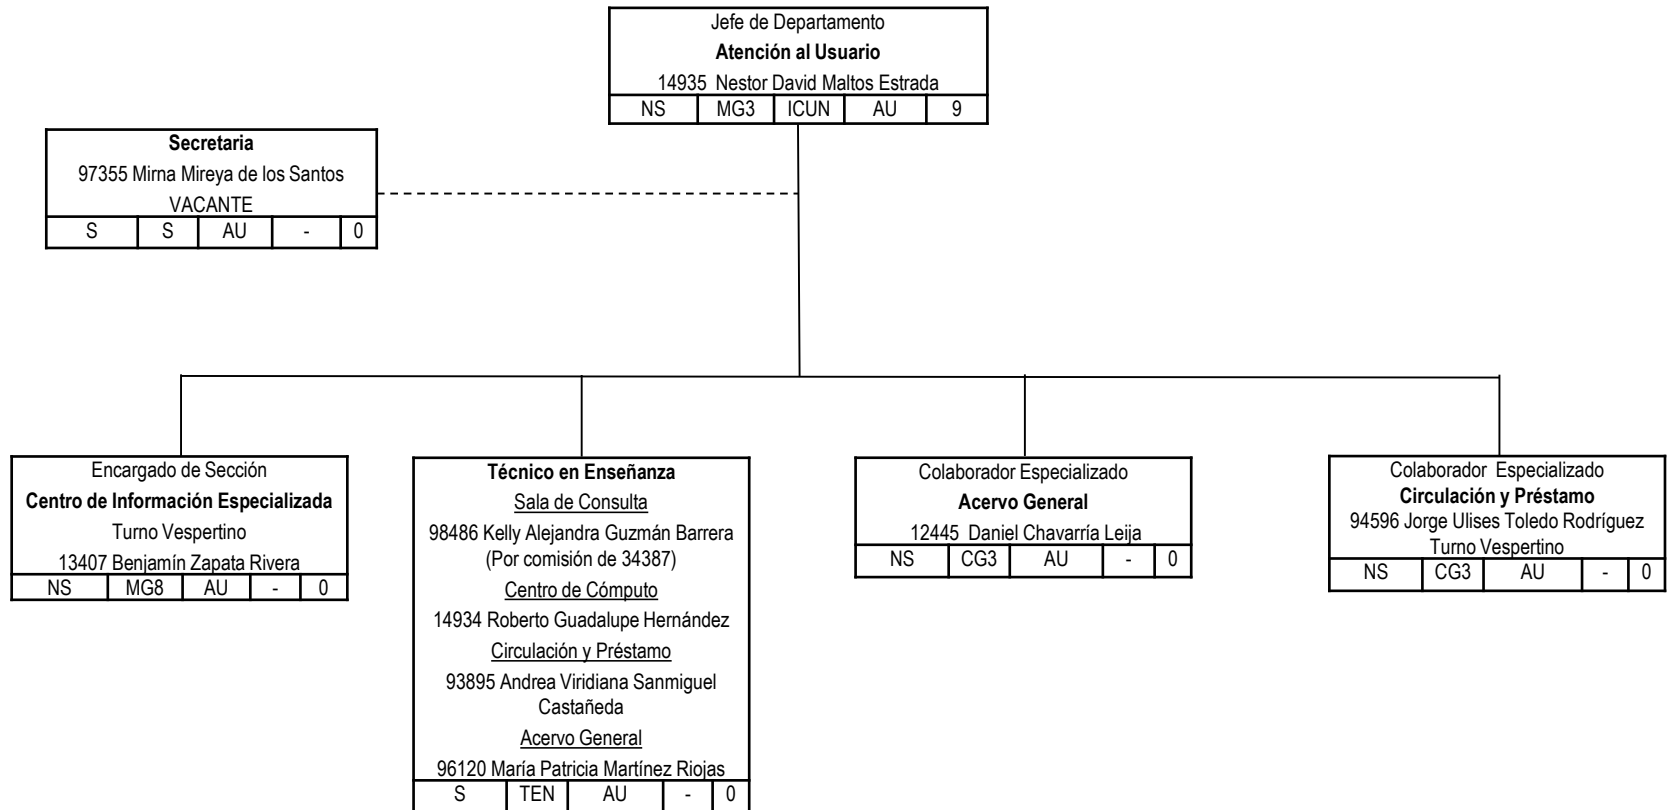 Jefe de Departamento
Atención al Usuario
14935 Nestor David Maltos Estrada
NS MG3 ICUN AU 9
Secretaria
97355 Mirna Mireya de los Santos
VACANTE
S S AU - 0
Encargado de Sección
Centro de Información Especializada
Turno Vespertino
13407 Benjamín Zapata Rivera
NS MG8 AU - 0
Técnico en Enseñanza
Sala de Consulta
98486 Kelly Alejandra Guzmán Barrera
(Por comisión de 34387)
Centro de Cómputo
14934 Roberto Guadalupe Hernández
Circulación y Préstamo
93895 Andrea Viridiana Sanmiguel
Castañeda
Acervo General
96120 María Patricia Martínez Riojas
S TEN AU - 0
Colaborador Especializado
Acervo General
12445 Daniel Chavarría Leija
NS CG3 AU - 0
Colaborador Especializado
Circulación y Préstamo
94596 Jorge Ulises Toledo Rodríguez
Turno Vespertino
NS CG3 AU - 0